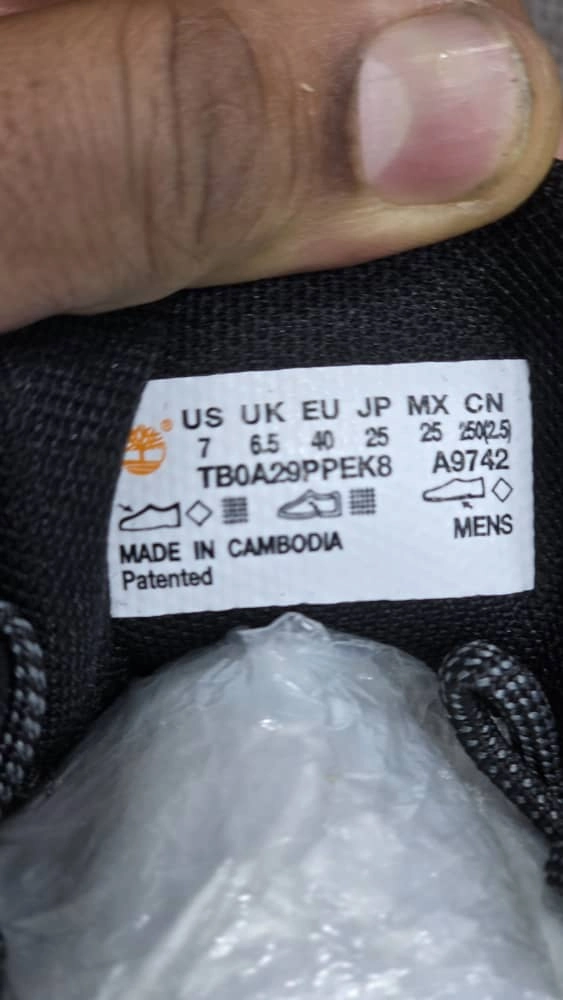 ®
US UK EU JP MX CN
7 6.5 40 25 25 250(2.5)
TB0A29PPEK8 A9742
MENS
MADE IN CAMBODIA
Patented